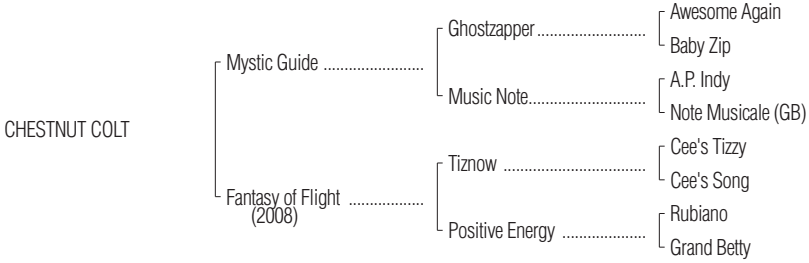 Awesome Again
Ghostzapper
Baby Zip
Mystic Guide
A.P. Indy
Music Note
Note Musicale (GB)
CHESTNUT COLT
Cee's Tizzy
Tiznow
Cee's Song
Fantasy of Flight
(2008)
Rubiano
Positive Energy
Grand Betty